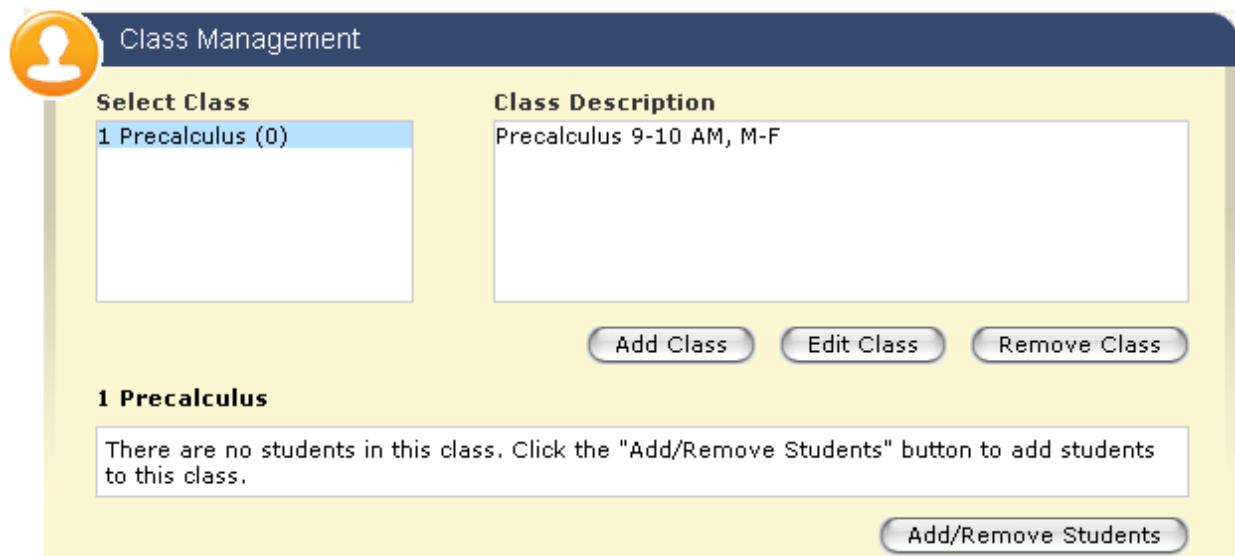 Class Management
Select Class
Class Description
1 Precalculus (0)
Precalculus 9-10 AM, M-F
Add Class
Edit Class
Remove Class
1 Precalculus
There are no students in this class. Click the "Add/Remove Students" button to add students
to this class.
Add/Remove Students